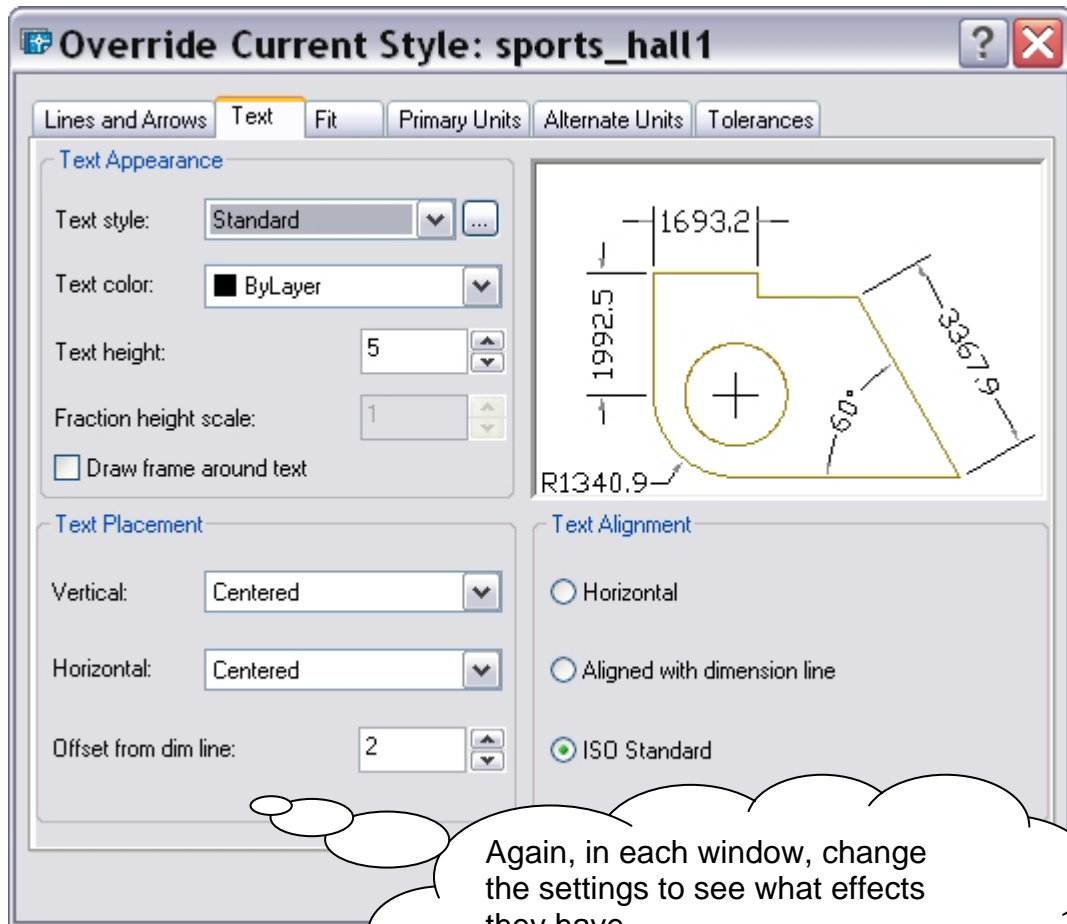 Override Current Style: sports_hall1
Lines and Arrows Text Fit Primary Units Alternate Units Tolerances
Text Appearance
Text style: Standard ...
Text color: ByLayer
Text height: 5
Fraction height scale: 1
Draw frame around text
1693.2
1992.5
3367.9
60°
R1340.9
Text Placement
Vertical: Centered
Horizontal: Centered
Offset from dim line: 2
Text Alignment
Horizontal
Aligned with dimension line
ISO Standard
Again, in each window, change
the settings to see what effects
they have